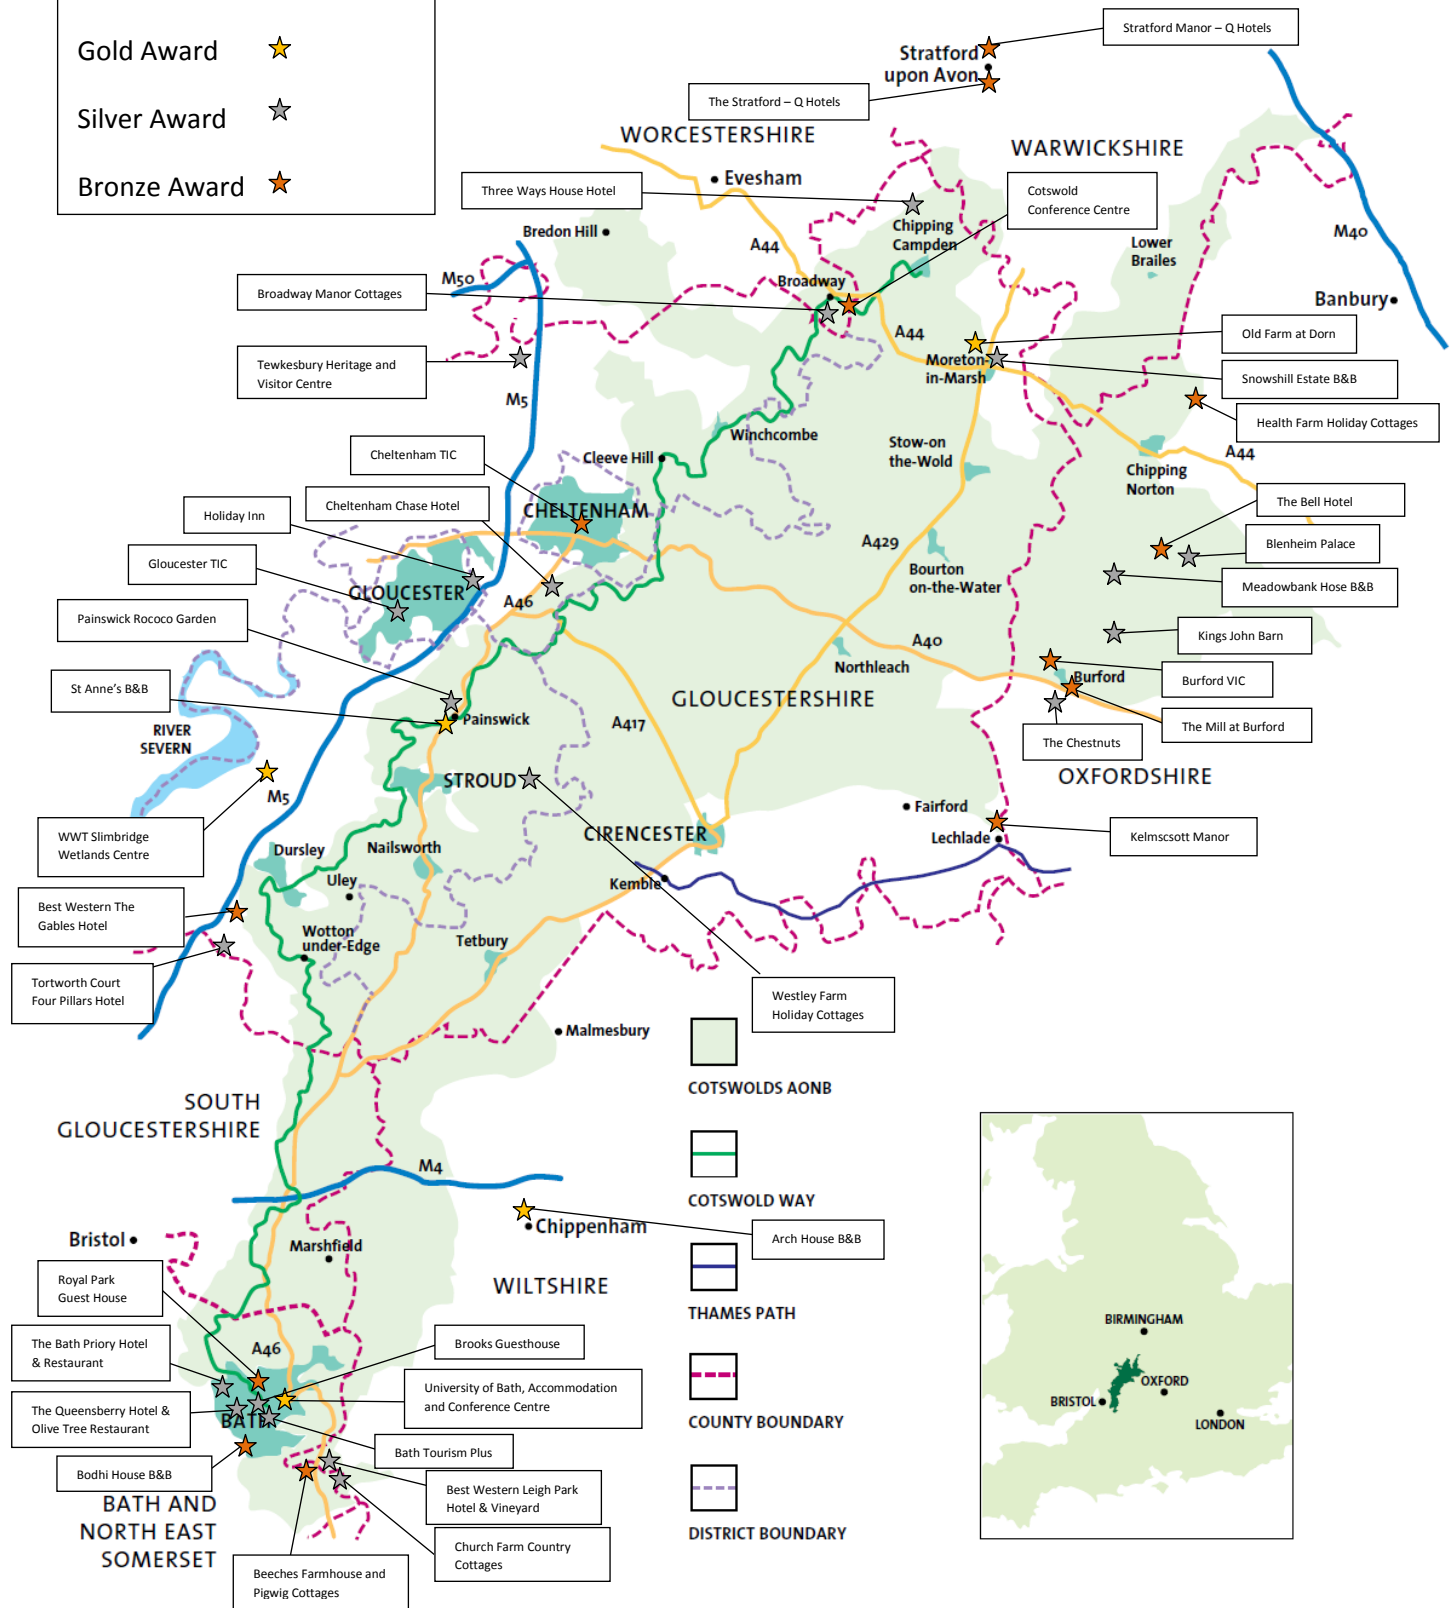 Gold Award
Silver Award
Bronze Award
Stratford Manor – Q Hotels
Stratford
upon Avon
The Stratford – Q Hotels
WORCESTERSHIRE
WARWICKSHIRE
Evesham
Three Ways House Hotel
Cotswold
Conference Centre
Chipping
Campden
Bredon Hill
A44
Lower
Brailes
M40
M50
Broadway
Broadway Manor Cottages
Banbury
A44
Old Farm at Dorn
Tewkesbury Heritage and
Visitor Centre
Moreton-
in-Marsh
Snowshill Estate B&B
M5
Health Farm Holiday Cottages
Winchcombe
Stow-on
the-Wold
Cheltenham TIC
Cleeve Hill
A44
Chipping
Norton
Cheltenham Chase Hotel
The Bell Hotel
Holiday Inn
CHELTENHAM
A429
Blenheim Palace
Gloucester TIC
Bourton
on-the-Water
Meadowbank Hose B&B
GLOUCESTER
A46
Painswick Rococo Garden
Kings John Barn
A40
Northleach
St Anne's B&B
Burford
Burford VIC
GLOUCESTERSHIRE
Painswick
A417
The Mill at Burford
RIVER
SEVERN
The Chestnuts
STROUD
OXFORDSHIRE
M5
Fairford
WWT Slimbridge
Wetlands Centre
CIRENCESTER
Lechlade
Kelmscsott Manor
Dursley
Nailsworth
Uley
Kemble
Best Western The
Gables Hotel
Wotton
under-Edge
Tetbury
Tortworth Court
Four Pillars Hotel
Westley Farm
Holiday Cottages
Malmesbury
COTSWOLDS AONB
SOUTH
GLOUCESTERSHIRE
M4
COTSWOLD WAY
Chippenham
Arch House B&B
Bristol
Marshfield
Royal Park
Guest House
WILTSHIRE
THAMES PATH
BIRMINGHAM
The Bath Priory Hotel
& Restaurant
A46
Brooks Guesthouse
OXFORD
BRISTOL
LONDON
University of Bath, Accommodation
and Conference Centre
The Queensberry Hotel &
Olive Tree Restaurant
BATH
COUNTY BOUNDARY
Bath Tourism Plus
Bodhi House B&B
Best Western Leigh Park
Hotel & Vineyard
BATH AND
NORTH EAST
SOMERSET
DISTRICT BOUNDARY
Church Farm Country
Cottages
Beeches Farmhouse and
Pigwig Cottages